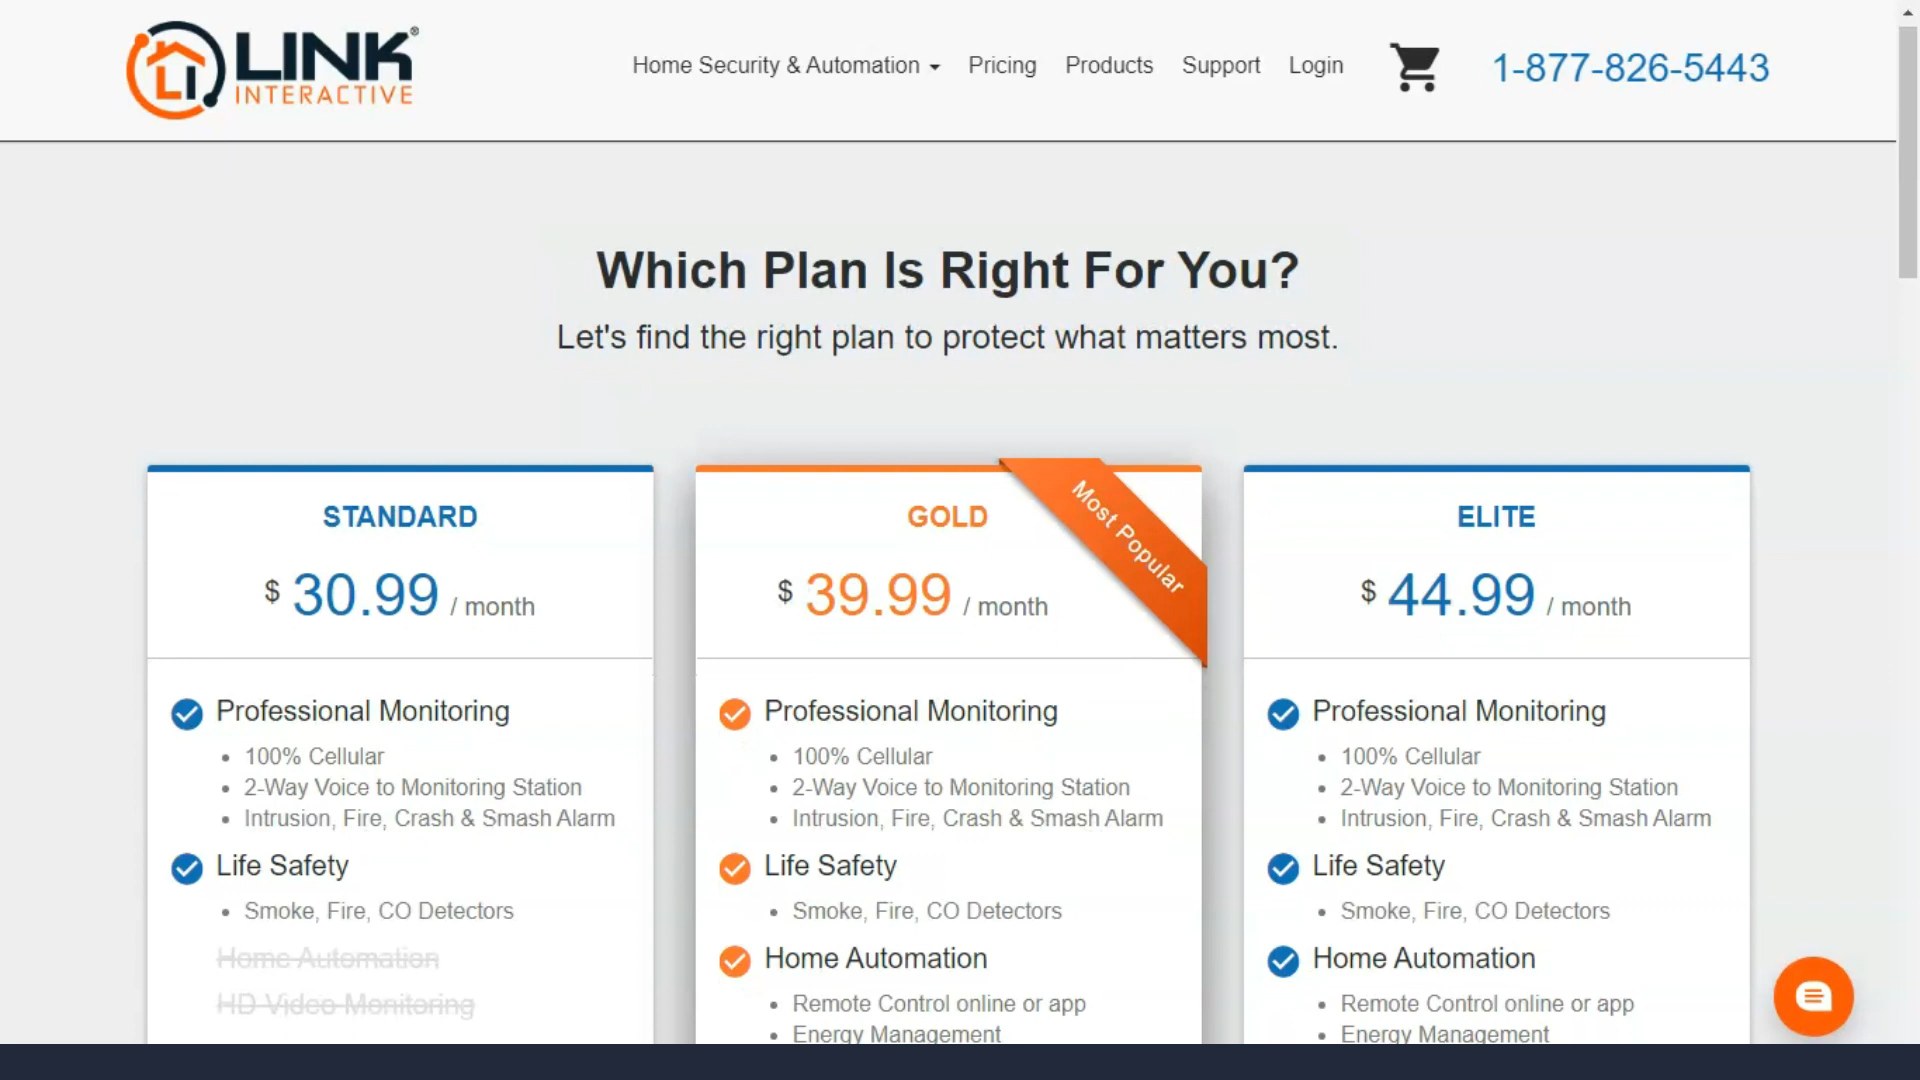 LINK®
INTERACTIVE
Home Security & Automation
Pricing
Products
Support
Login
1-877-826-5443
Which Plan Is Right For You?
Let's find the right plan to protect what matters most.
STANDARD
$ 30.99 / month
Professional Monitoring
100% Cellular
2-Way Voice to Monitoring Station
Intrusion, Fire, Crash & Smash Alarm
Life Safety
Smoke, Fire, CO Detectors
Home Automation
HD Video Monitoring
GOLD
Most Popular
$ 39.99 / month
Professional Monitoring
100% Cellular
2-Way Voice to Monitoring Station
Intrusion, Fire, Crash & Smash Alarm
Life Safety
Smoke, Fire, CO Detectors
Home Automation
Remote Control online or app
Energy Management
ELITE
$ 44.99 / month
Professional Monitoring
100% Cellular
2-Way Voice to Monitoring Station
Intrusion, Fire, Crash & Smash Alarm
Life Safety
Smoke, Fire, CO Detectors
Home Automation
Remote Control online or app
Energy Management